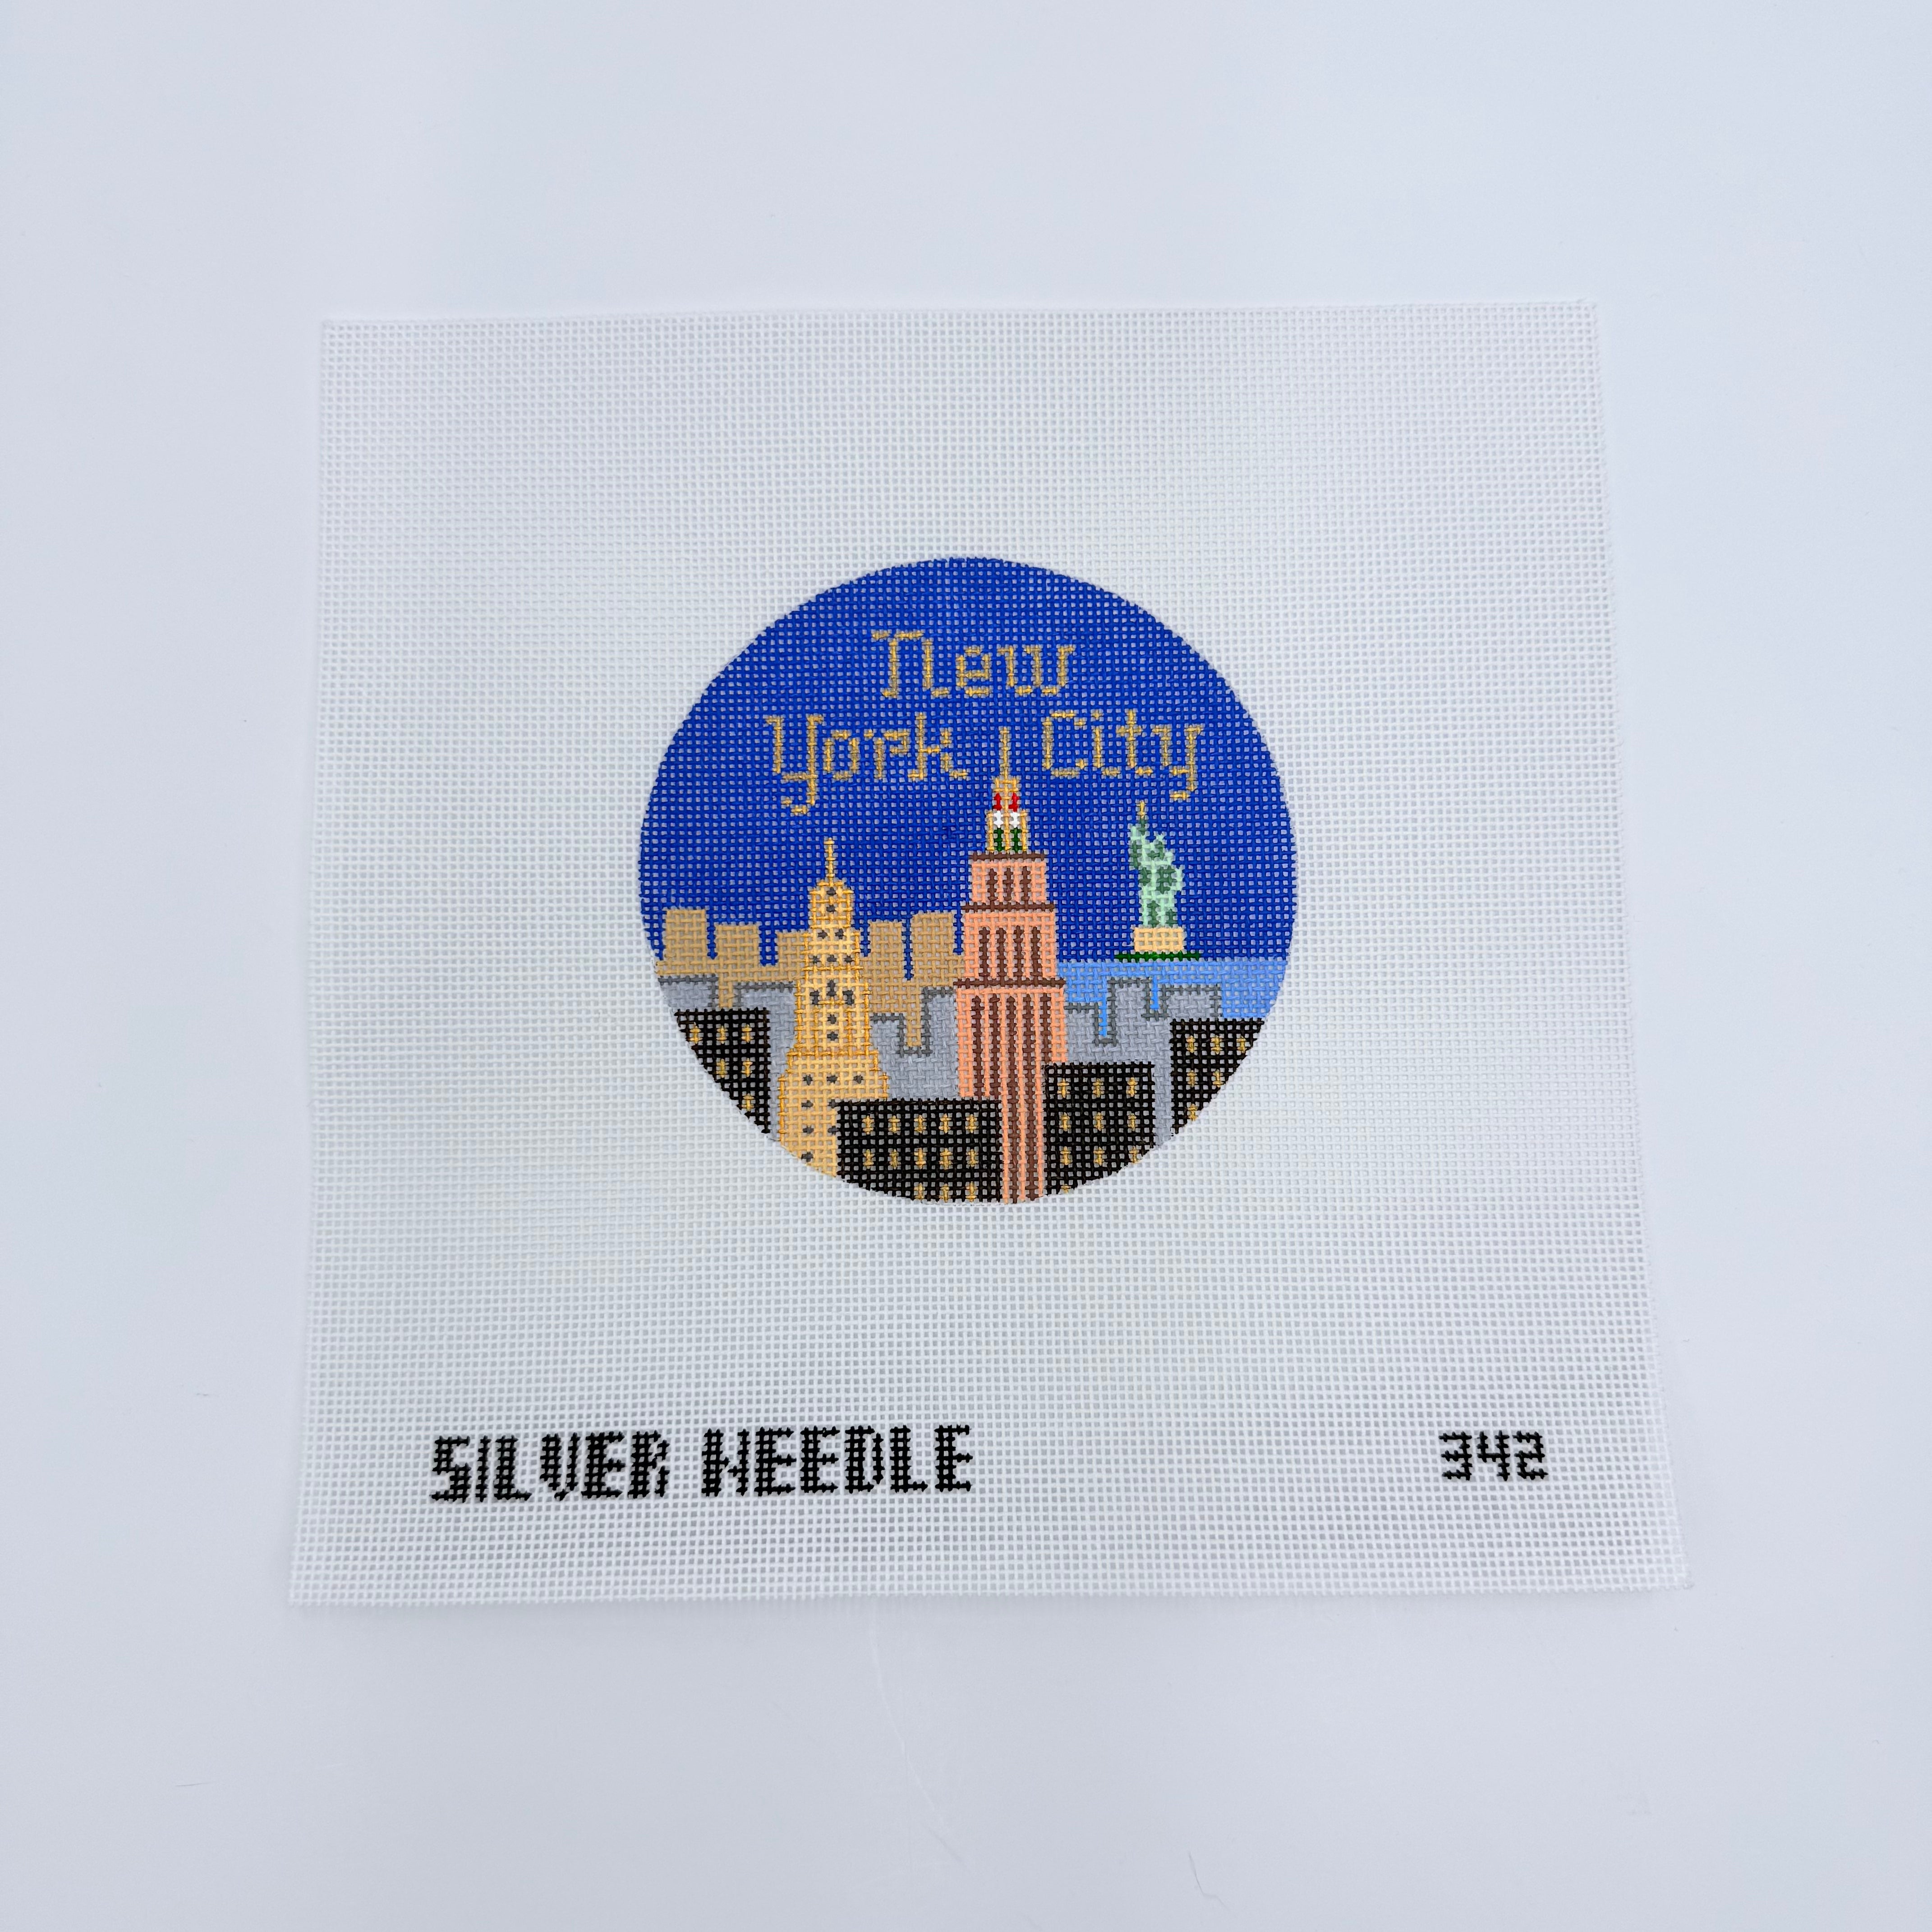 New
York City
SILVER NEEDLE
342